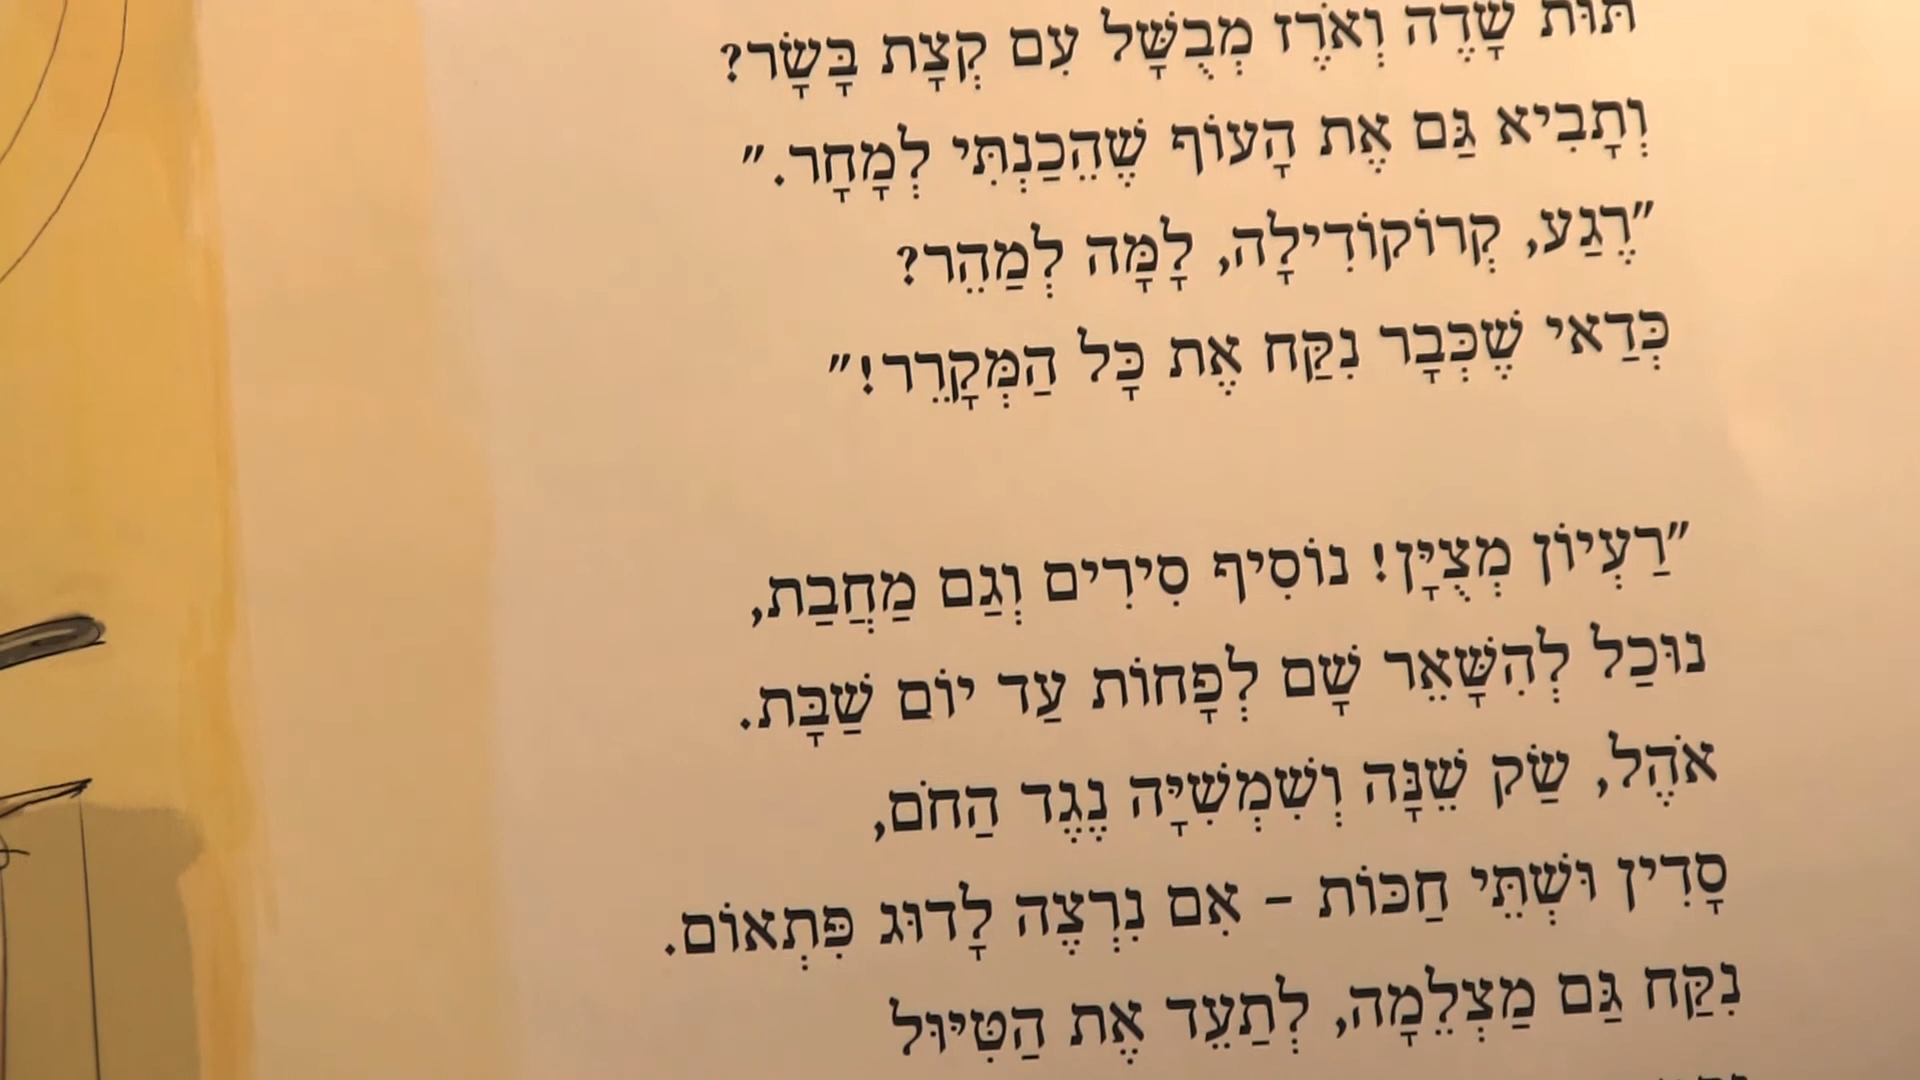 תּוּת שָׂדֶה וְאֹרֶז מְבֻשָּׁל עִם קְצָת בָּשָׂר?
וְתָבִיא גַּם אֶת הָעוֹף שֶׁהֵכַנְתִּי לְמָחָר."
"רֶגַע, קְרוֹקוֹדִילָה, לָמָּה לְמַהֵר?
כְּדַאי שֶׁכְּבָר נִקַּח אֶת כָּל הַמְּקָרֵר!"
"רַעְיוֹן מְצֻיָּן! נוֹסִיף סִירִים וְגַם מַחֲבַת,
נוּכַל לְהִשָּׁאֵר שָׁם לְפָחוֹת עַד יוֹם שַׁבָּת.
אֹהֶל, שַׂק שֵׁנָּה וְשִׁמְשִׁיָּה נֶגֶד הַחֹם,
סָדִין וּשְׁתֵּי חַכּוֹת – אִם נִרְצֶה לָדוּג פִּתְאוֹם.
נִקַּח גַּם מַצְלֵמָה, לְתַעֵד אֶת הַטִּיּוּל